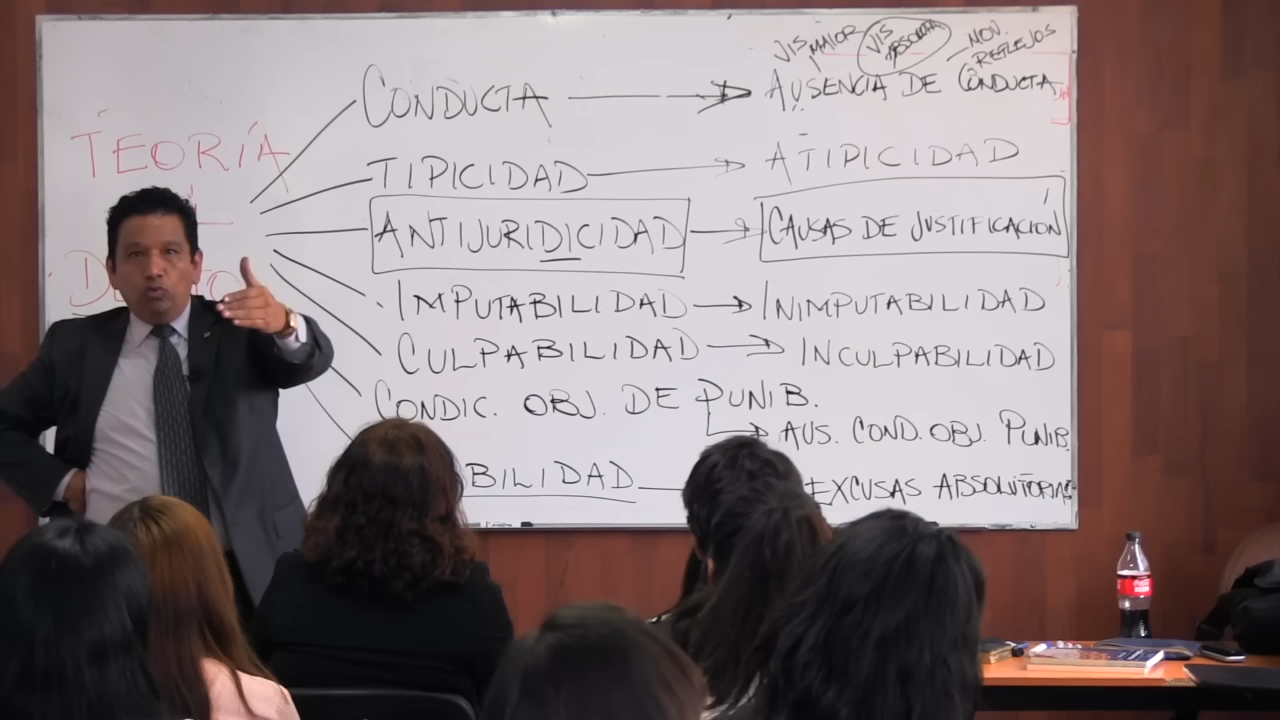 VIS MAIOR VIS ABSOLUTA MOV. REFLEJOS
TEORÍA
CONDUCTA AUSENCIA DE CONDUCTA
TIPICIDAD ATIPICIDAD
ANTIJURIDICIDAD CAUSAS DE JUSTIFICACIÓN
IMPUTABILIDAD INIMPUTABILIDAD
CULPABILIDAD INCULPABILIDAD
CONDIC. OBJ. DE PUNIB.
AUS. COND. OBJ. PUNIB.
BILIDAD EXCUSAS ABSOLUTORIAS